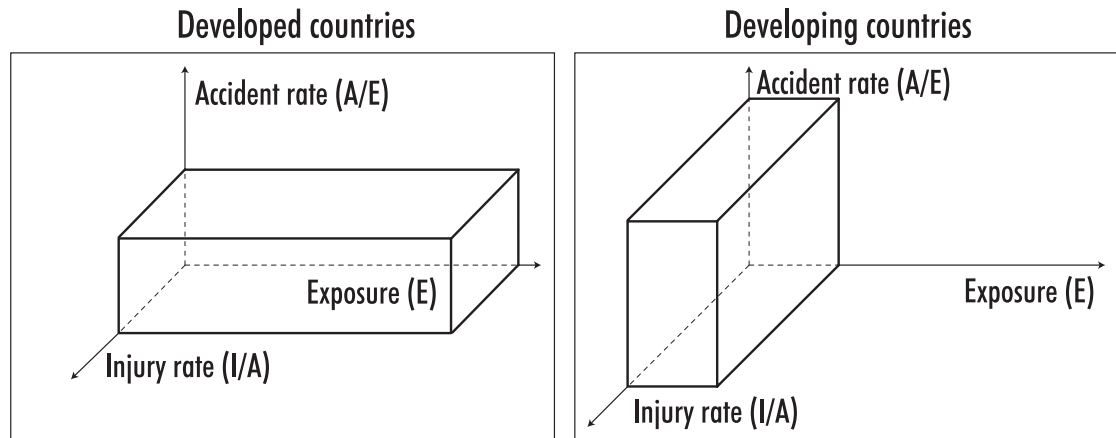 Developed countries
Accident rate (A/E)
Exposure (E)
Injury rate (I/A)
Developing countries
Accident rate (A/E)
Exposure (E)
Injury rate (I/A)